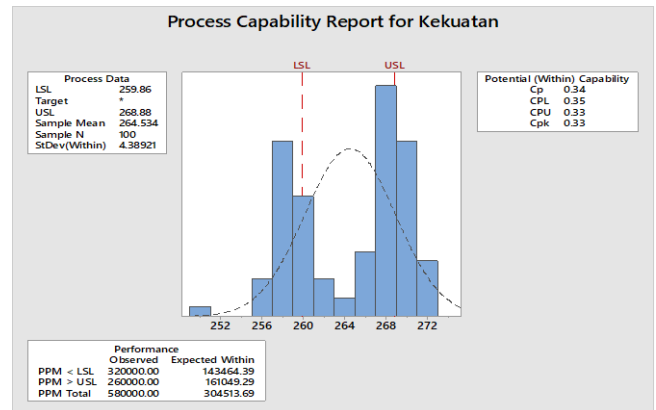 Process Capability Report for Kekuatan
LSL USL
Process Data
LSL 259.86
Target *
USL 268.88
Sample Mean 264.534
Sample N 100
StDev(Within) 4.38921
Potential (Within) Capability
Cp 0.34
CPL 0.35
CPU 0.33
Cpk 0.33
252 256 260 264 268 272
Performance
Observed Expected Within
PPM < LSL 320000.00 143464.39
PPM > USL 260000.00 161049.29
PPM Total 580000.00 304513.69